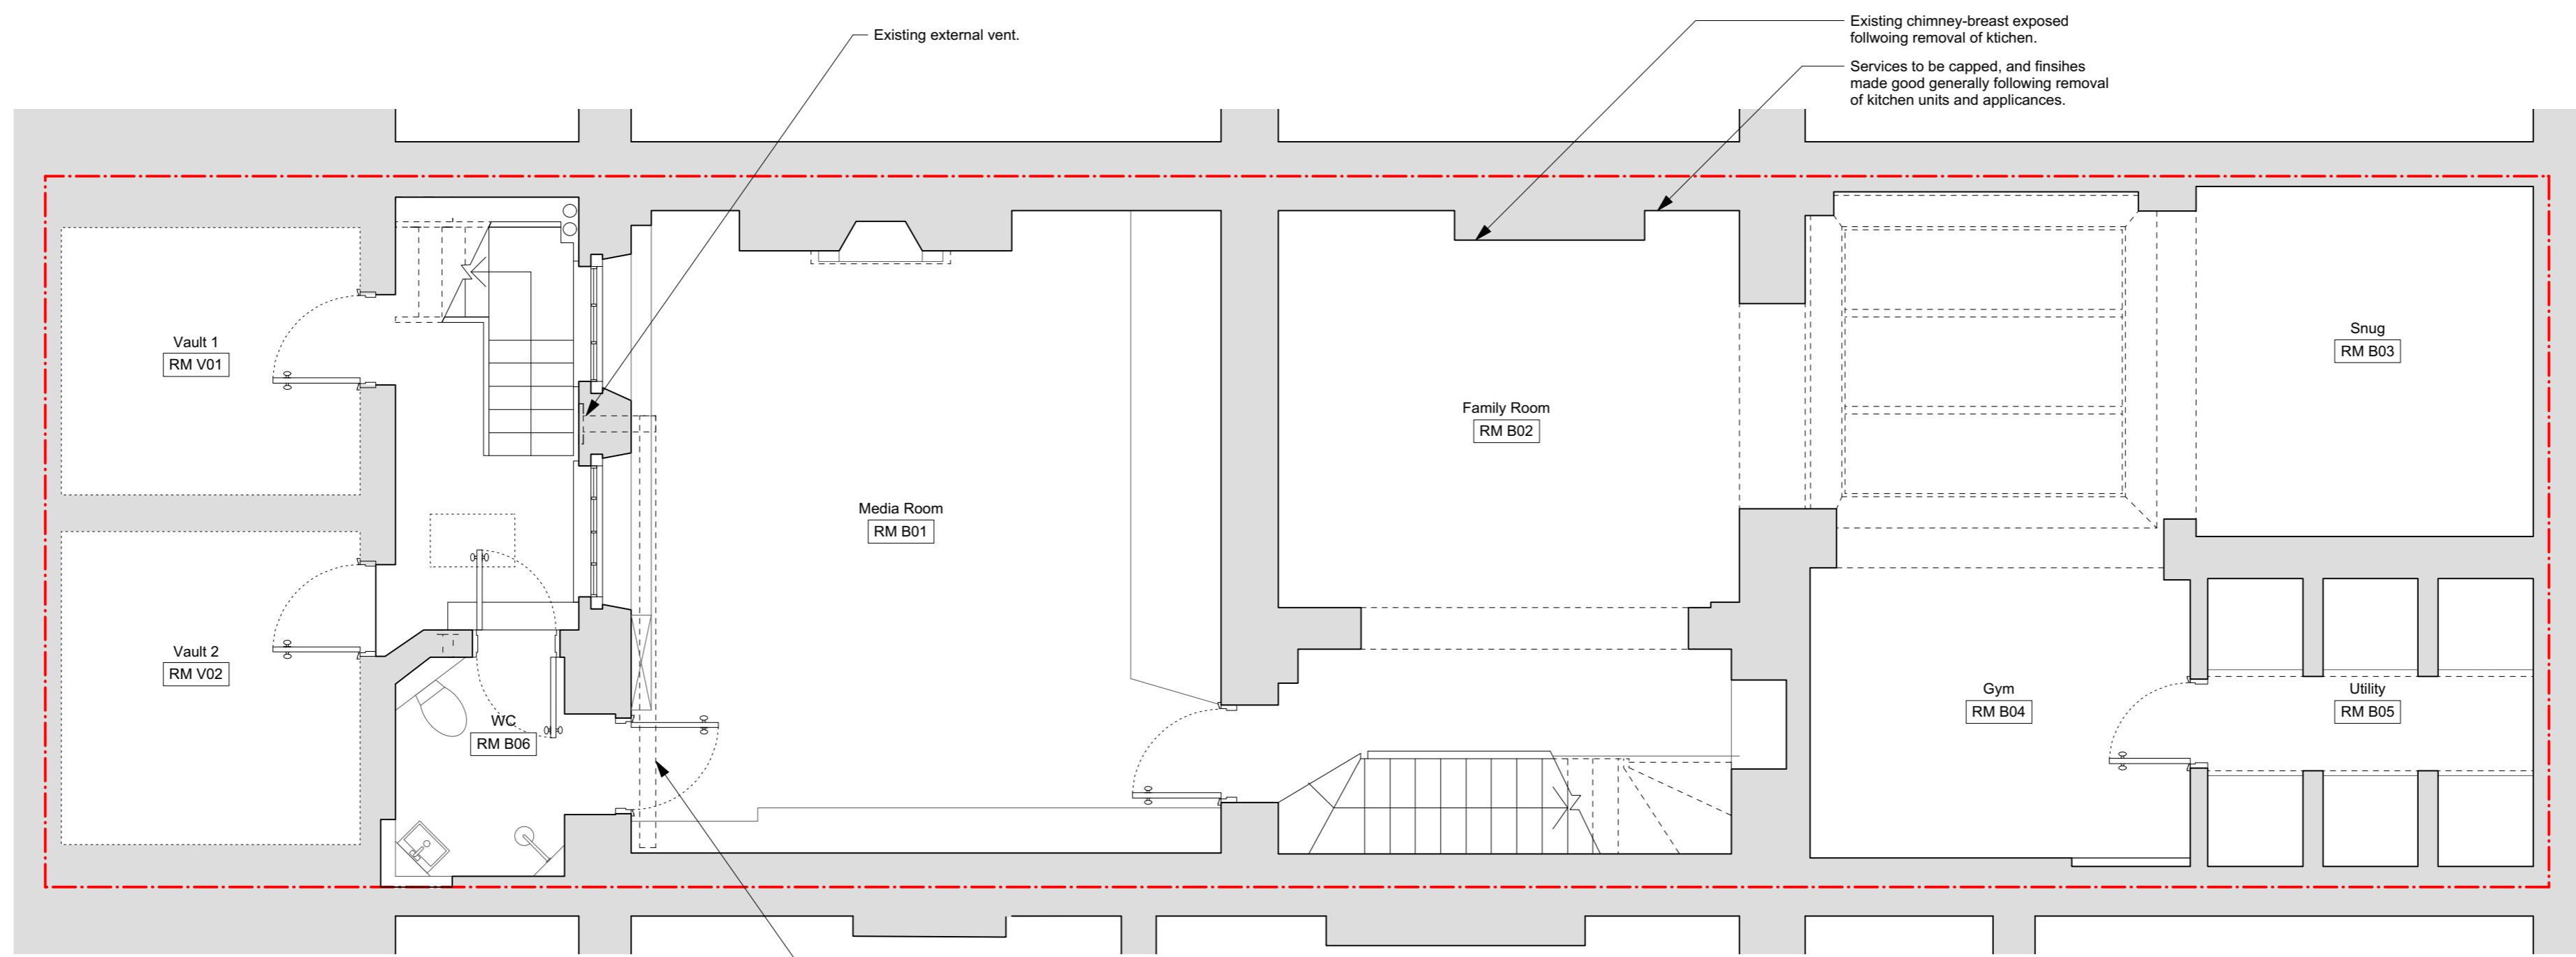 Existing external vent.
Existing chimney-breast exposed
follwoing removal of ktichen.
Services to be capped, and finsihes
made good generally following removal
of kitchen units and applicances.
Vault 1
RM V01
Snug
RM B03
Family Room
RM B02
Media Room
RM B01
Vault 2
RM V02
WC
RM B06
Gym
RM B04
Utility
RM B05